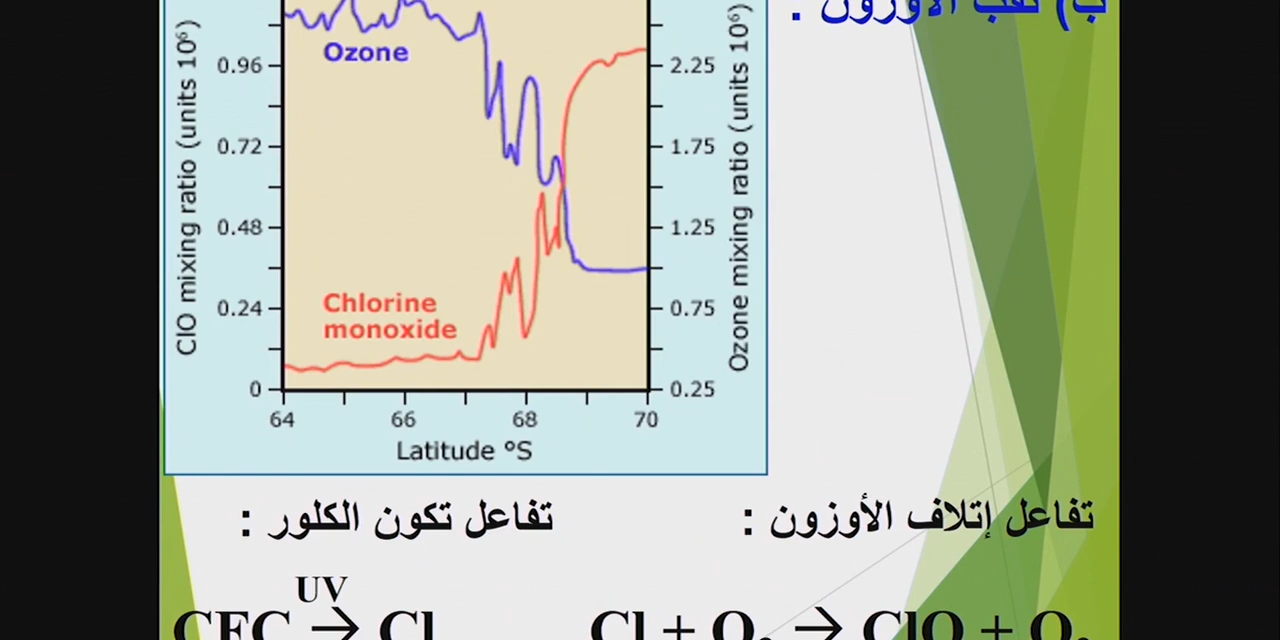 ب) ثقب الأوزون :
ClO mixing ratio (units 10⁶)
0.96
0.72
0.48
0.24
0
Ozone
Chlorine
monoxide
2.25
1.75
1.25
0.75
0.25
Ozone mixing ratio (units 10⁶)
64 66 68 70
Latitude °S
تفاعل إتلاف الأوزون :
تفاعل تكون الكلور :
UV
CFC → Cl
Cl + O₃ → ClO + O₂